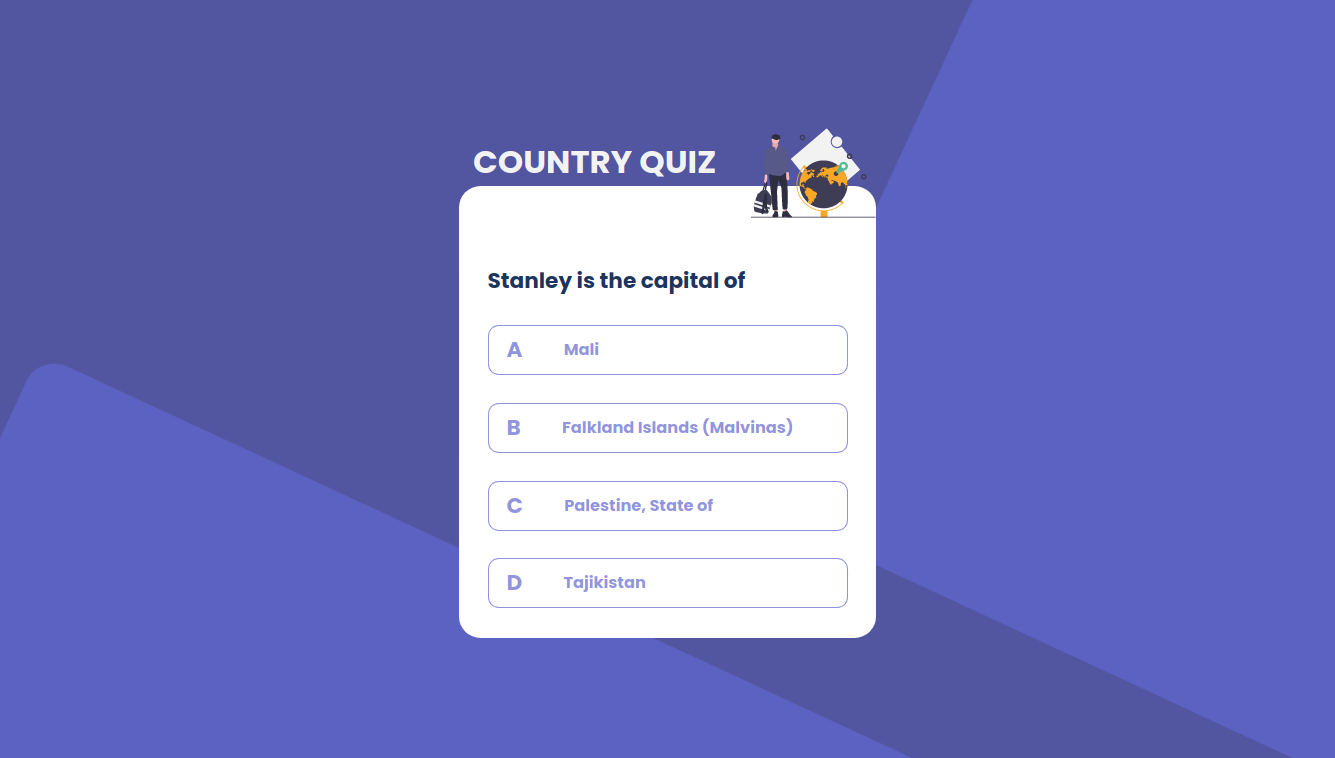 COUNTRY QUIZ
Stanley is the capital of
A Mali
B Falkland Islands (Malvinas)
C Palestine, State of
D Tajikistan